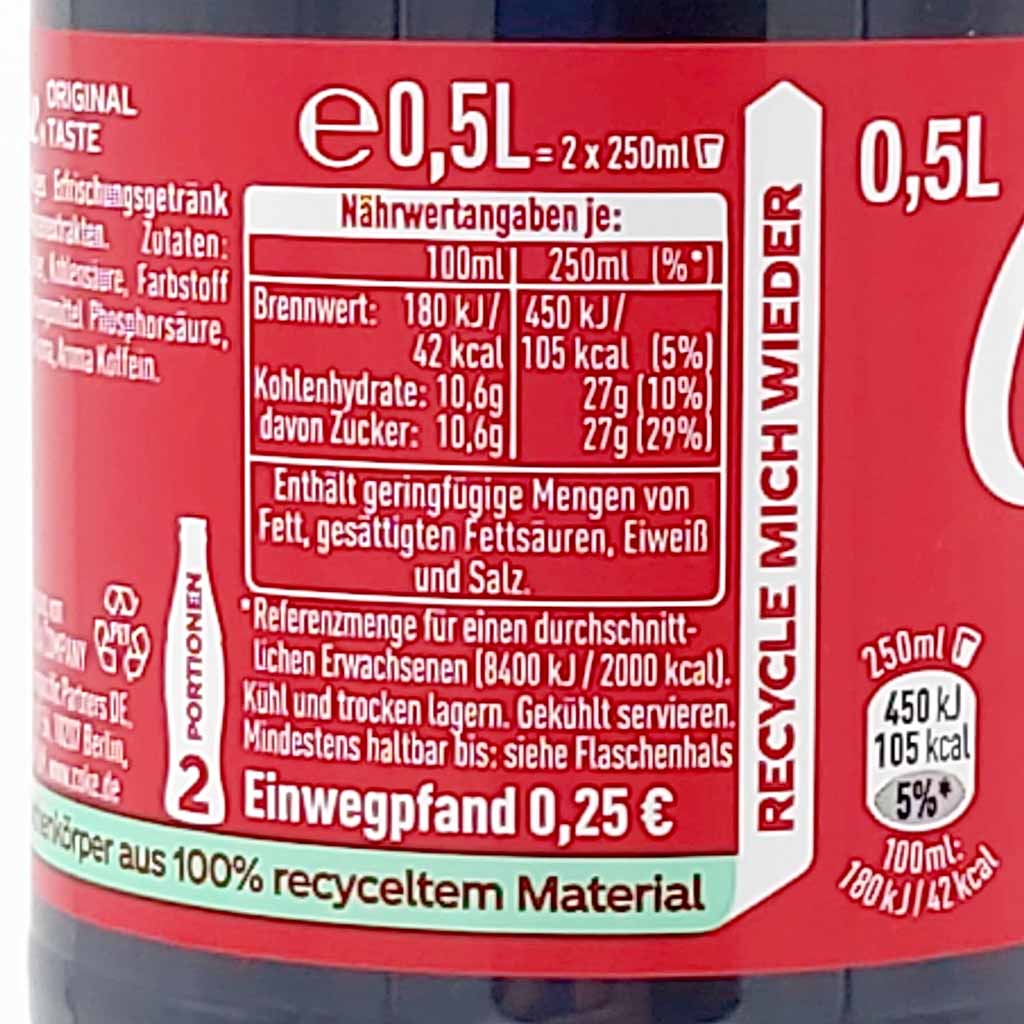 ORIGINAL
TASTE
Erfrischungsgetränk
Zutaten:
Kohlensäure, Farbstoff
Phosphorsäure,
Aroma Koffein.
PET
Partners DE
Berlin,
www.coke.de
2 PORTIONEN
e 0,5L = 2 x 250ml
Nährwertangaben je:
100ml 250ml (%*)
Brennwert: 180 kJ/ 450 kJ/
42 kcal 105 kcal (5%)
Kohlenhydrate: 10,6g 27g (10%)
davon Zucker: 10,6g 27g (29%)
Enthält geringfügige Mengen von
Fett, gesättigten Fettsäuren, Eiweiß
und Salz.
*Referenzmenge für einen durchschnitt-
lichen Erwachsenen (8400 kJ / 2000 kcal).
Kühl und trocken lagern. Gekühlt servieren.
Mindestens haltbar bis: siehe Flaschenhals
Einwegpfand 0,25 €
aus 100% recyceltem Material
RECYCLE MICH WIEDER
0,5L
250ml
450 kJ
105 kcal
5%*
100ml:
180kJ/42kcal